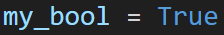 my_bool = True